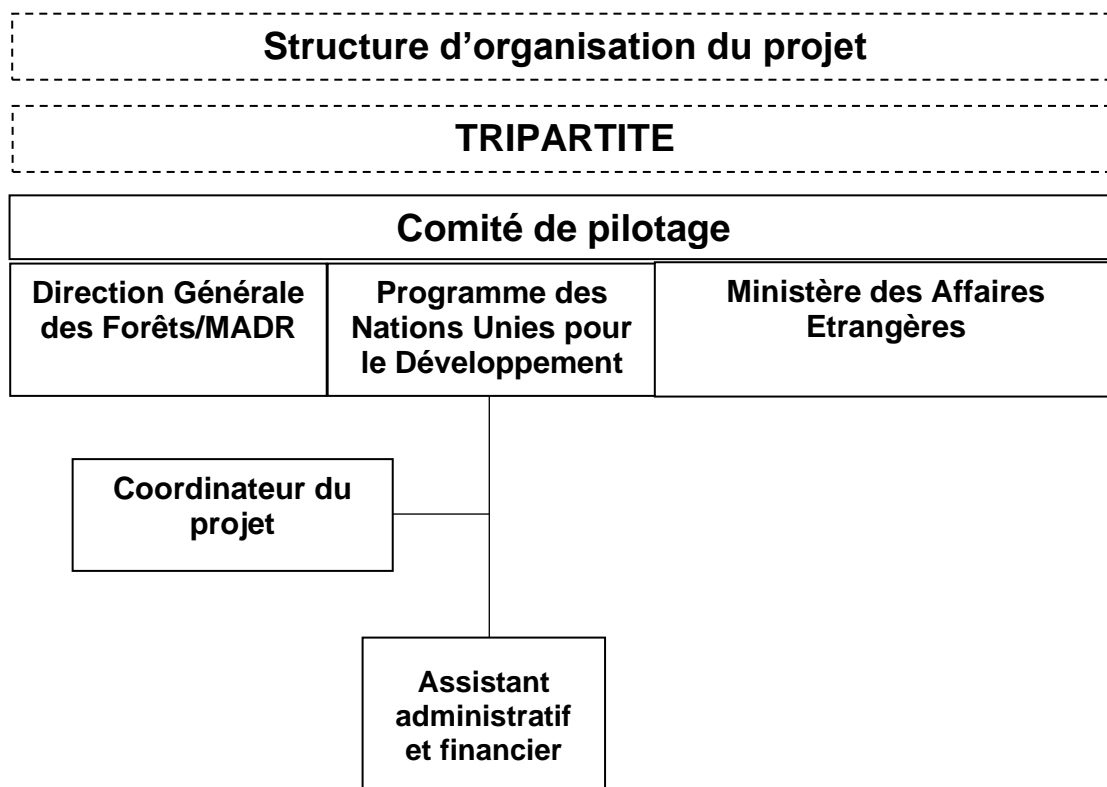 Structure d’organisation du projet
TRIPARTITE
Comité de pilotage
Direction Générale
des Forêts/MADR
Programme des
Nations Unies pour
le Développement
Ministère des Affaires
Etrangères
Coordinateur du
projet
Assistant
administratif
et financier